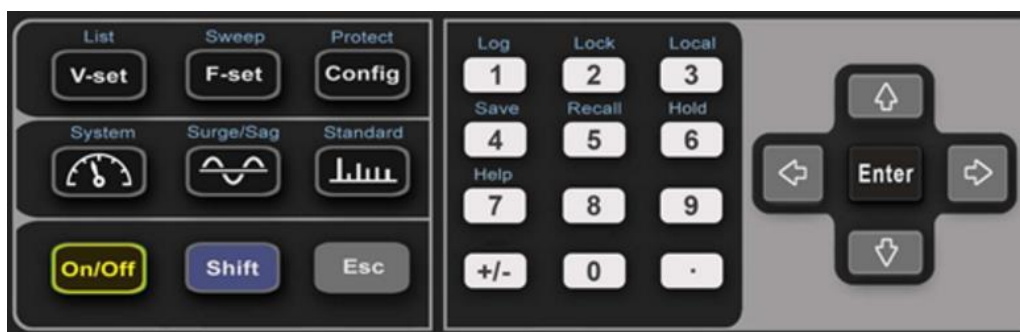 List Sweep Protect
V-set F-set Config
System Surge/Sag Standard
On/Off Shift Esc
Log Lock Local
1 2 3
Save Recall Hold
4 5 6
Help
7 8 9
+/- 0 .
Enter